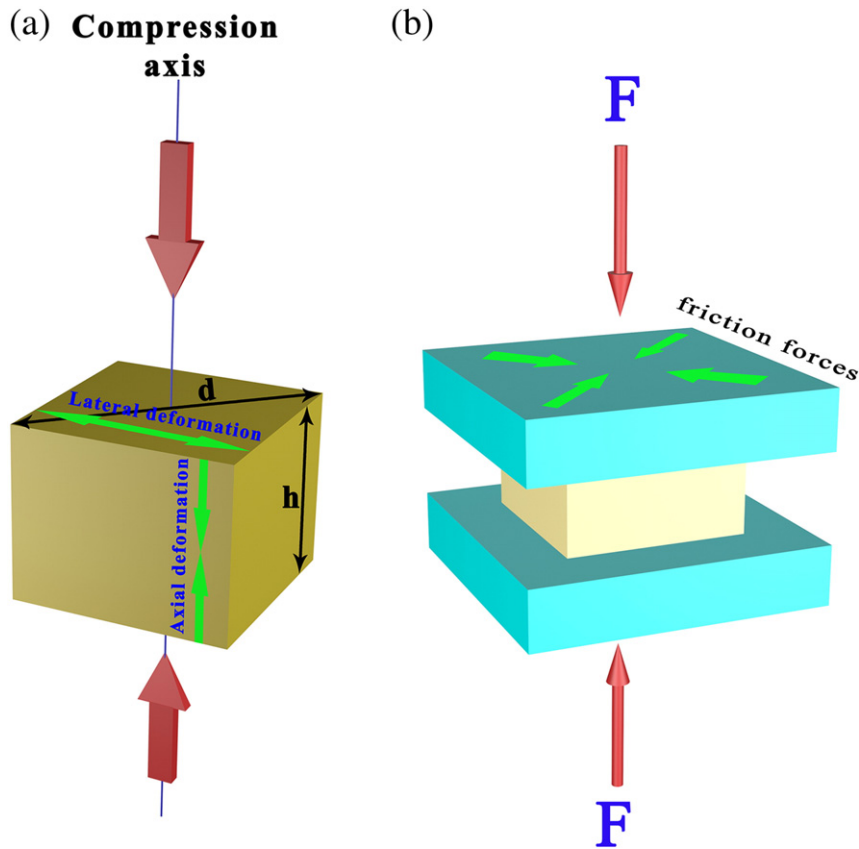 (a) Compression
axis
d
Lateral deformation
h
Axial deformation
(b)
F
friction forces
F